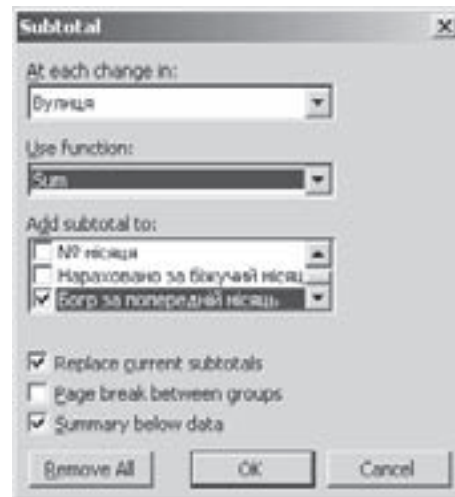 Subtotal
At each change in:
Вулиця
Use function:
Sum
Add subtotal to:
№ місяця
Нараховано за біжучий місяц
Борг за попередній місяць
Replace current subtotals
Page break between groups
Summary below data
Remove All OK Cancel